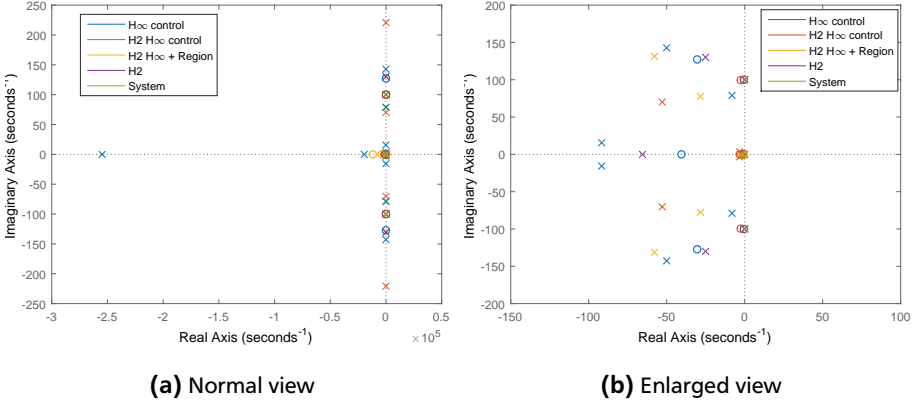 200
150
100
50
0
-50
-100
-150
-200
-250
-300
Imaginary Axis (seconds⁻¹)
H∞ control
H2 H∞ control
H2 H∞ + Region
H2
System
-3 -2.5 -2 -1.5 -1 -0.5 0 0.5
Real Axis (seconds⁻¹)
×10⁵
(a) Normal view
200
150
100
50
0
-50
-100
-150
-200
Imaginary Axis (seconds⁻¹)
H∞ control
H2 H∞ control
H2 H∞ + Region
H2
System
-150 -100 -50 0 50 100
Real Axis (seconds⁻¹)
(b) Enlarged view